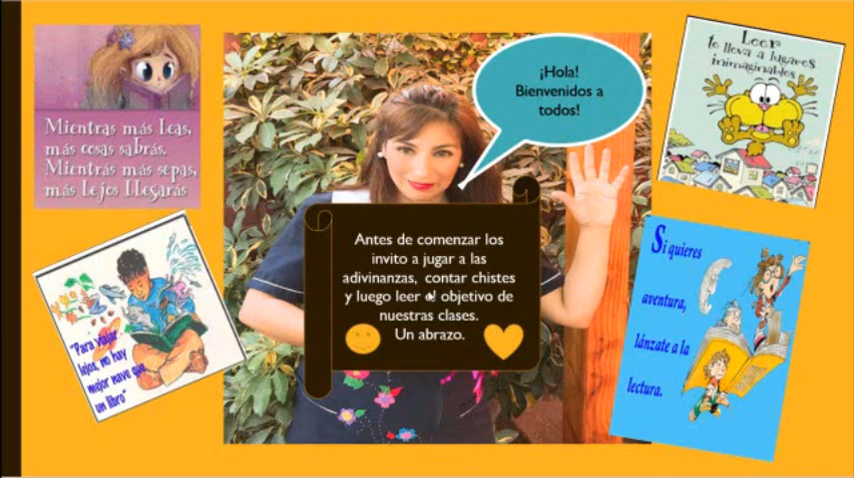 Mientras más Leas,
más cosas sabrás.
Mientras más sepas,
más Lejos LLegarás
¡Hola!
Bienvenidos a
todos!
Leer
te lleva a lugares
inimaginables
Antes de comenzar los
invito a jugar a las
adivinanzas, contar chistes
y luego leer el objetivo de
nuestras clases.
Un abrazo.
"Para viajar
lejos, no hay
mejor nave que
un libro"
Si quieres
aventura,
lánzate a la
lectura.